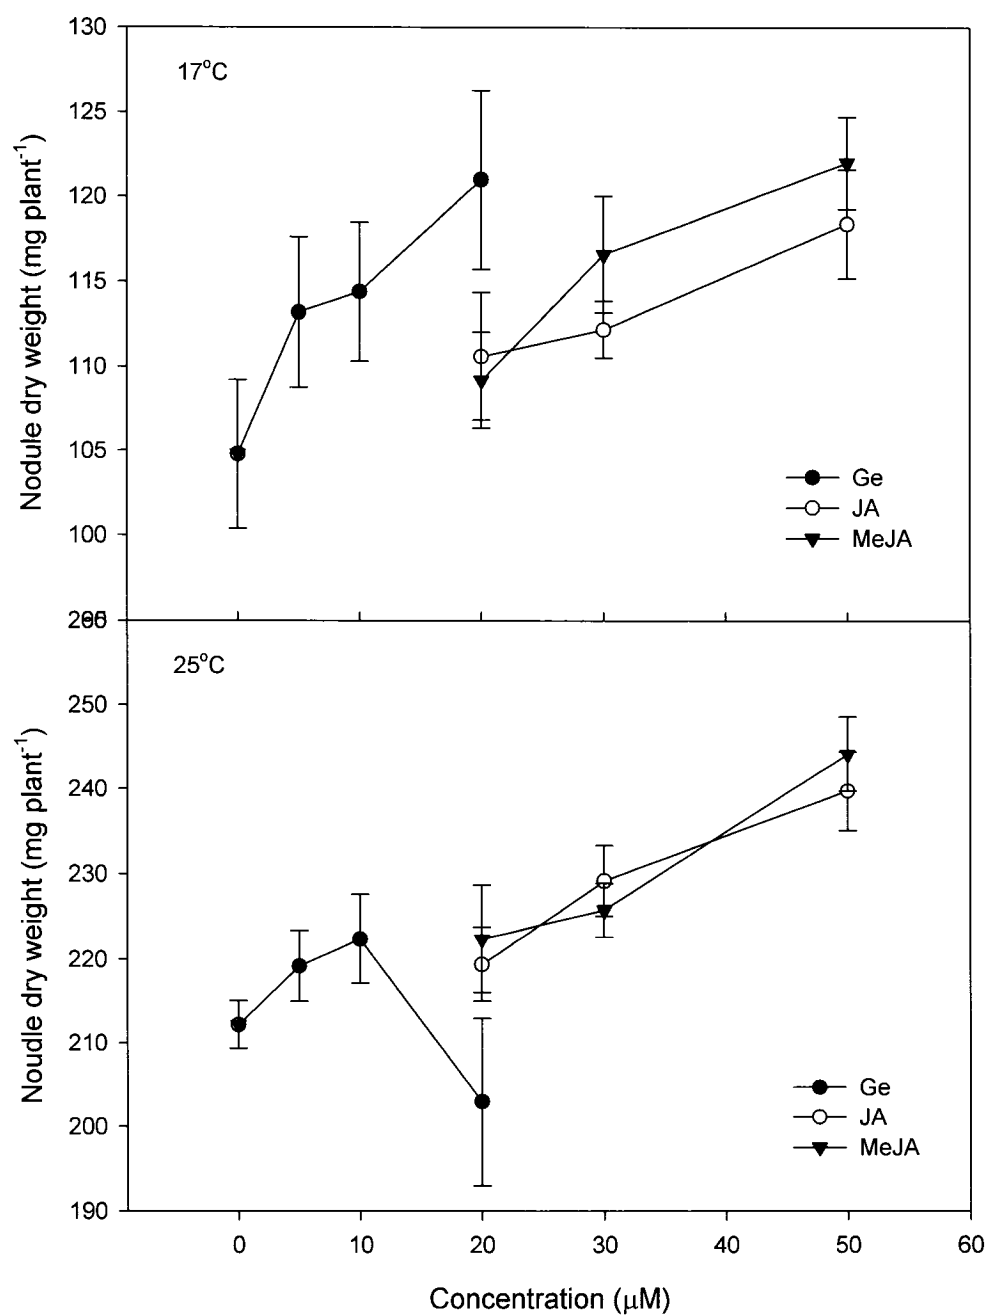 130
17°C
125
120
115
110
105
100
Nodule dry weight (mg plant⁻¹)
Ge
JA
MeJA
25°C
250
240
230
220
210
200
190
Noudle dry weight (mg plant⁻¹)
Ge
JA
MeJA
0 10 20 30 40 50 60
Concentration (μM)